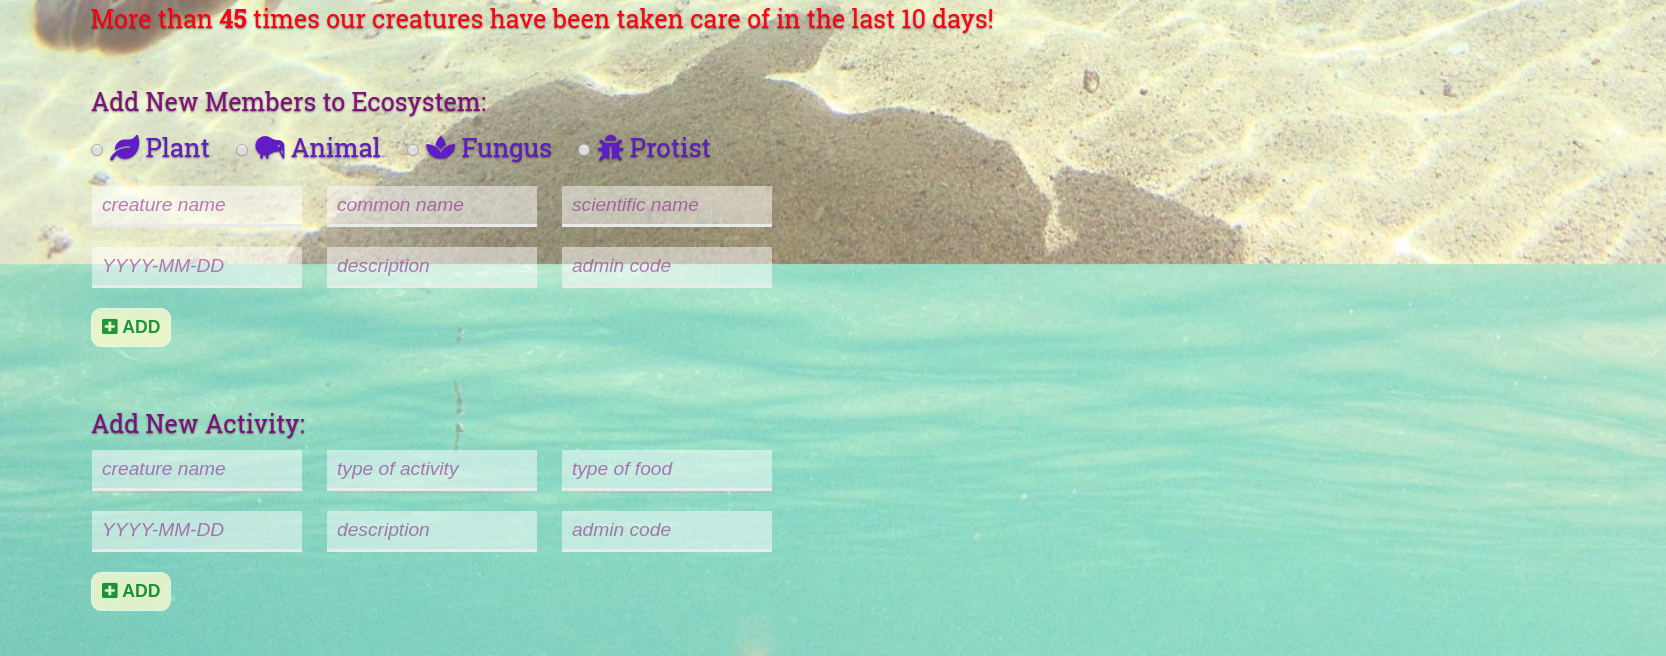 More than 45 times our creatures have been taken care of in the last 10 days!
Add New Members to Ecosystem:
Plant Animal Fungus Protist
creature name common name scientific name
YYYY-MM-DD description admin code
ADD
Add New Activity:
creature name type of activity type of food
YYYY-MM-DD description admin code
ADD